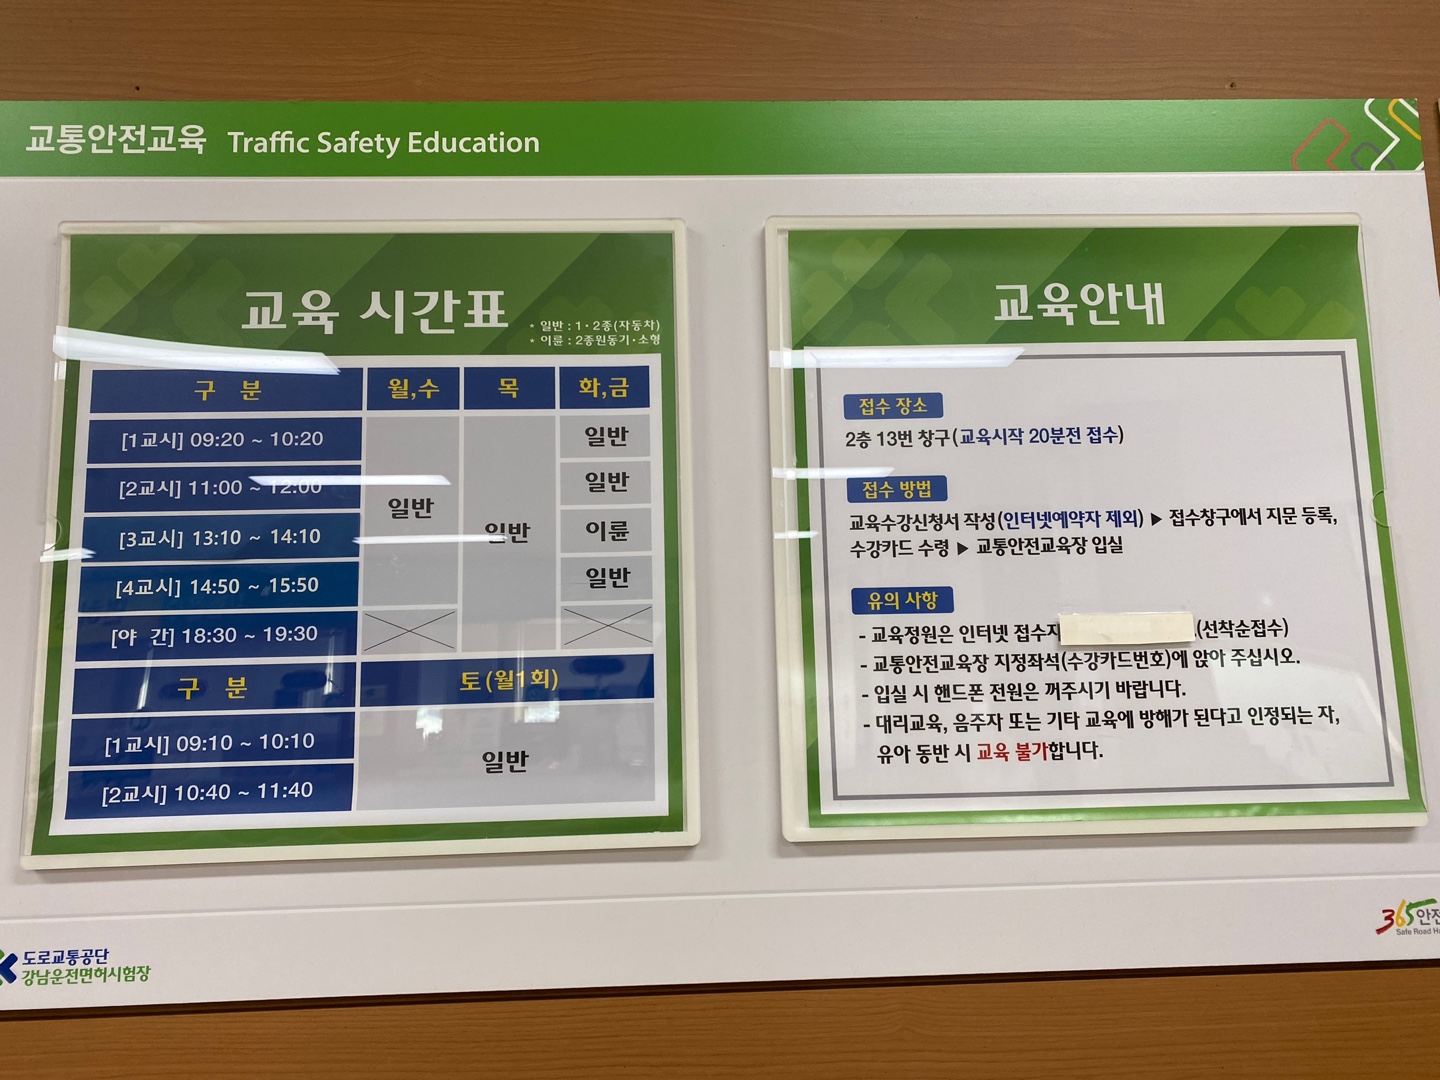 교통안전교육 Traffic Safety Education
교육 시간표
* 일반 : 1·2종(자동차)
* 이륜 : 2종원동기·소형
구 분 월,수 목 화,금
[1교시] 09:20 ~ 10:20 일반
[2교시] 11:00 ~ 12:00 일반 일반
[3교시] 13:10 ~ 14:10 일반 이륜
[4교시] 14:50 ~ 15:50 일반
[야 간] 18:30 ~ 19:30
구 분 토(월1회)
[1교시] 09:10 ~ 10:10
일반
[2교시] 10:40 ~ 11:40
교육안내
접수 장소
2층 13번 창구(교육시작 20분전 접수)
접수 방법
교육수강신청서 작성(인터넷예약자 제외) ▶ 접수창구에서 지문 등록,
수강카드 수령 ▶ 교통안전교육장 입실
유의 사항
- 교육정원은 인터넷 접수자 (선착순접수)
- 교통안전교육장 지정좌석(수강카드번호)에 앉아 주십시오.
- 입실 시 핸드폰 전원은 꺼주시기 바랍니다.
- 대리교육, 음주자 또는 기타 교육에 방해가 된다고 인정되는 자,
유아 동반 시 교육 불가합니다.
도로교통공단
강남운전면허시험장
365안전
Safe Road